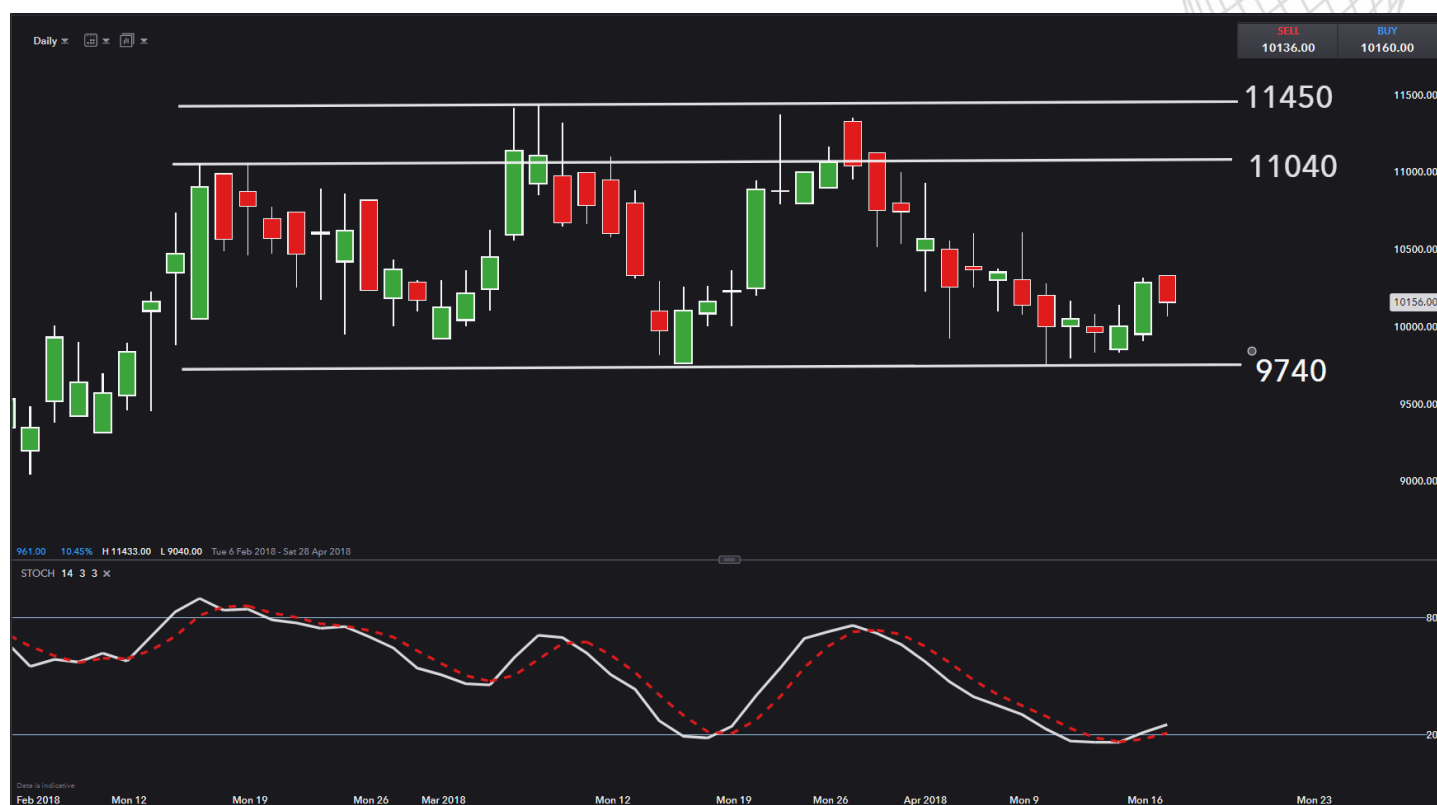 Daily
SELL BUY
10136.00 10160.00
11450
11500.00
11040
11000.00
10500.00
10156.00
10000.00
9740
9500.00
9000.00
961.00 10.45% H 11433.00 L 9040.00 Tue 6 Feb 2018 - Sat 28 Apr 2018
STOCH 14 3 3 ×
80
20
Data is indicative
Feb 2018 Mon 12 Mon 19 Mon 26 Mar 2018 Mon 12 Mon 19 Mon 26 Apr 2018 Mon 9 Mon 16 Mon 23